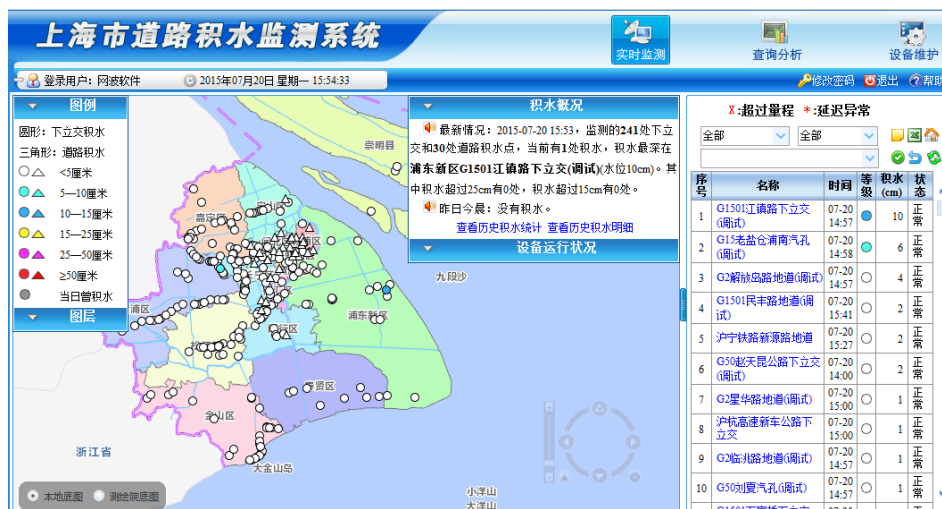 上海市道路积水监测系统
实时监测
查询分析
设备维护
登录用户：网波软件
2015年07月20日 星期一 15:54:33
修改密码
退出
帮助
图例
圆形：下立交积水
三角形：道路积水
<5厘米
5—10厘米
10—15厘米
15—25厘米
25—50厘米
≥50厘米
当日曾积水
图层
崇明县
嘉定区
九段沙
浦东新区
奉贤区
金山区
浙江省
大金山岛
小洋山
大洋山
本地底图
测绘院底图
积水概况
最新情况：2015-07-20 15:53，监测的241处下立
交和30处道路积水点，当前有1处积水，积水最深在
浦东新区G1501江镇路下立交(调试)(水位10cm)。其
中积水超过25cm有0处，积水超过15cm有0处。
昨日今晨：没有积水。
查看历史积水统计 查看历史积水明细
设备运行状况
X:超过量程 *:延迟异常
全部
全部
序号 名称 时间 等级 积水(cm) 状态
1 G1501江镇路下立交(调试) 07-20 14:57 10 正常
2 G15老盐仓浦南汽孔(调试) 07-20 14:58 6 正常
3 G2解放岛路地道(调试) 07-20 14:57 4 正常
4 G1501民丰路地道(调试) 07-20 15:41 2 正常
5 沪宁铁路新源路地道 07-20 15:27 2 正常
6 G50赵天昆公路下立交(调试) 07-20 14:00 2 正常
7 G2星华路地道(调试) 07-20 15:00 1 正常
8 沪杭高速新车公路下立交 07-20 15:00 1 正常
9 G2临洮路地道(调试) 07-20 14:57 1 正常
10 G50刘夏汽孔(调试) 07-20 14:57 1 正常